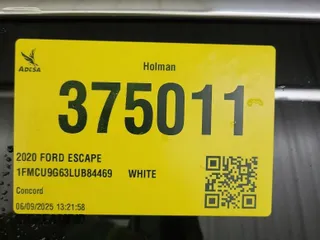 ADESA
Holman
375011
2020 FORD ESCAPE
1FMCU9G63LUB84469 WHITE
Concord
06/09/2025 13:21:58